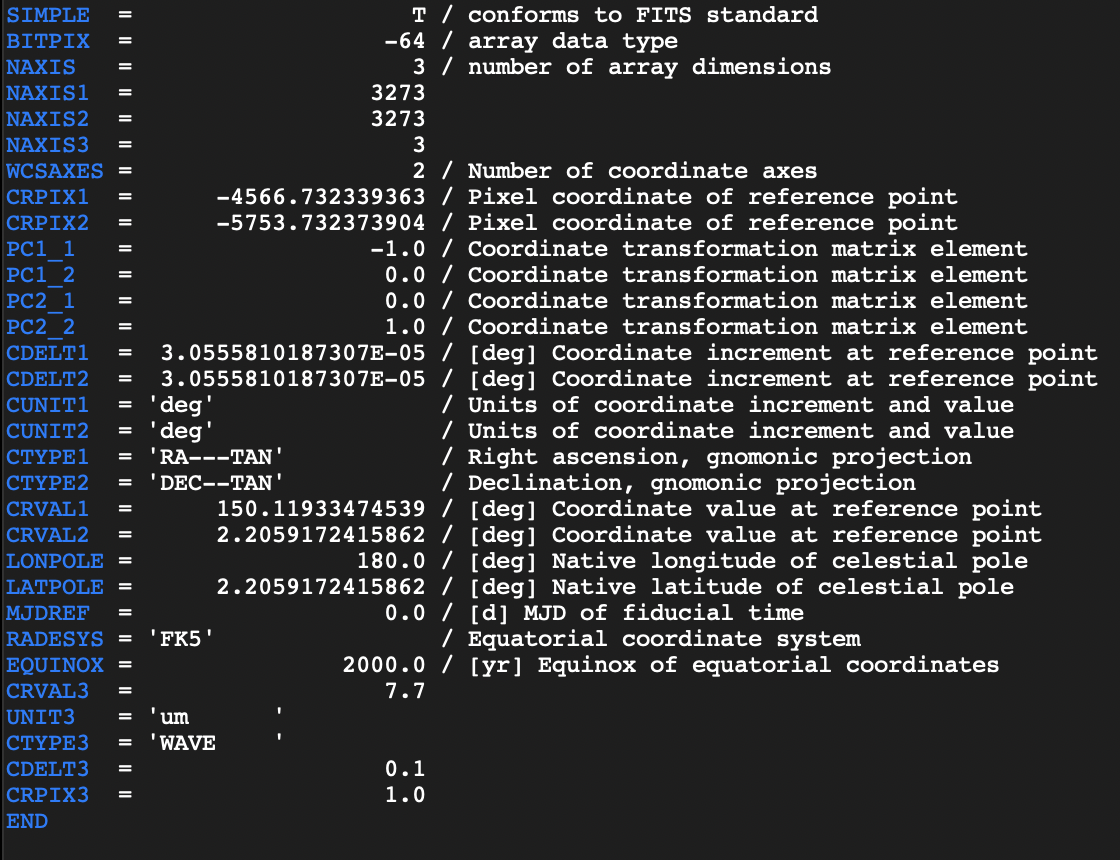 SIMPLE  =                    T / conforms to FITS standard
BITPIX  =                  -64 / array data type
NAXIS   =                    3 / number of array dimensions
NAXIS1  =                 3273
NAXIS2  =                 3273
NAXIS3  =                    3
WCSAXES =                    2 / Number of coordinate axes
CRPIX1  =      -4566.732339363 / Pixel coordinate of reference point
CRPIX2  =      -5753.732373904 / Pixel coordinate of reference point
PC1_1   =                 -1.0 / Coordinate transformation matrix element
PC1_2   =                  0.0 / Coordinate transformation matrix element
PC2_1   =                  0.0 / Coordinate transformation matrix element
PC2_2   =                  1.0 / Coordinate transformation matrix element
CDELT1  =  3.0555810187307E-05 / [deg] Coordinate increment at reference point
CDELT2  =  3.0555810187307E-05 / [deg] Coordinate increment at reference point
CUNIT1  = 'deg'                / Units of coordinate increment and value
CUNIT2  = 'deg'                / Units of coordinate increment and value
CTYPE1  = 'RA---TAN'           / Right ascension, gnomonic projection
CTYPE2  = 'DEC--TAN'           / Declination, gnomonic projection
CRVAL1  =      150.11933474539 / [deg] Coordinate value at reference point
CRVAL2  =      2.2059172415862 / [deg] Coordinate value at reference point
LONPOLE =                180.0 / [deg] Native longitude of celestial pole
LATPOLE =      2.2059172415862 / [deg] Native latitude of celestial pole
MJDREF  =                  0.0 / [d] MJD of fiducial time
RADESYS = 'FK5'                / Equatorial coordinate system
EQUINOX =               2000.0 / [yr] Equinox of equatorial coordinates
CRVAL3  =                  7.7
UNIT3   = 'um      '
CTYPE3  = 'WAVE    '
CDELT3  =                  0.1
CRPIX3  =                  1.0
END